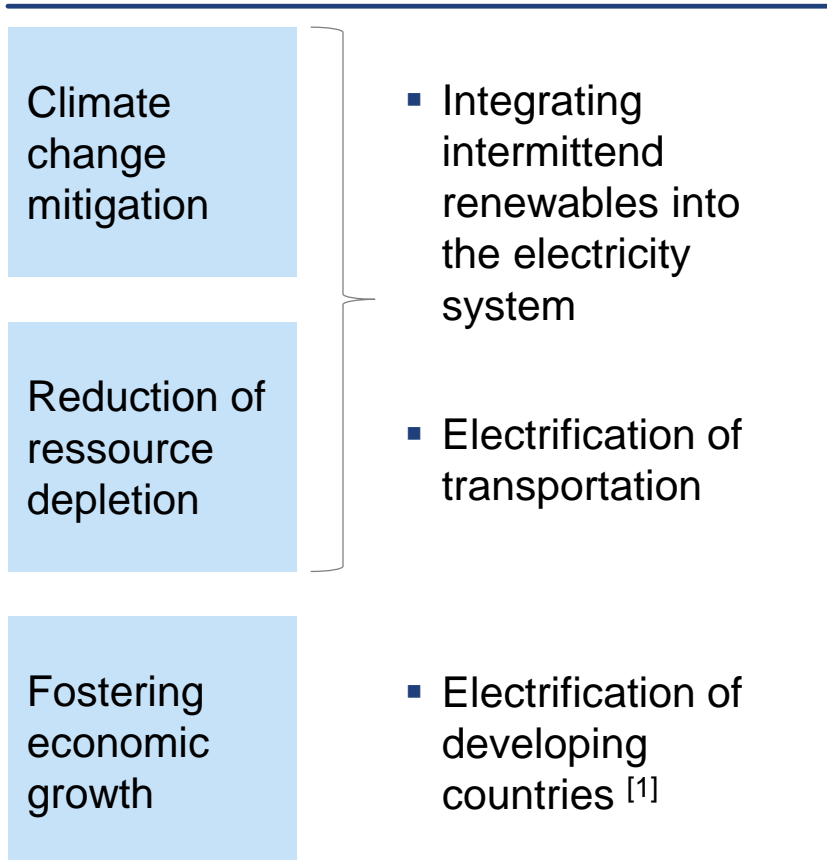 Climate
change
mitigation
▪ Integrating
intermittend
renewables into
the electricity
system
Reduction of
ressource
depletion
▪ Electrification of
transportation
Fostering
economic
growth
▪ Electrification of
developing
countries [1]